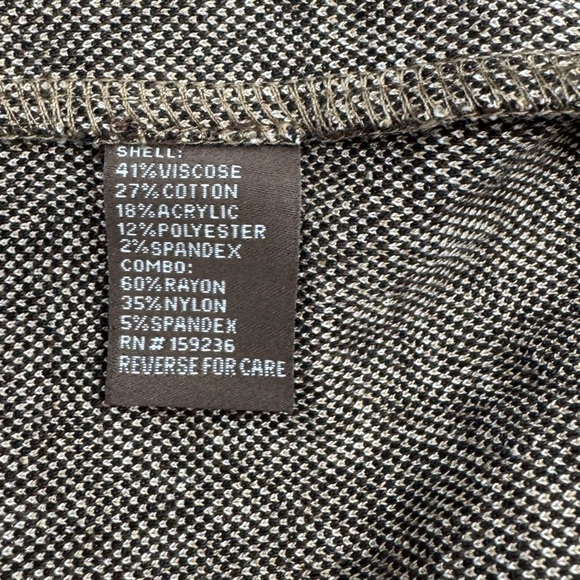 SHELL:
41%VISCOSE
27%COTTON
18%ACRYLIC
12%POLYESTER
2%SPANDEX
COMBO:
60%RAYON
35%NYLON
5%SPANDEX
RN # 159236
REVERSE FOR CARE